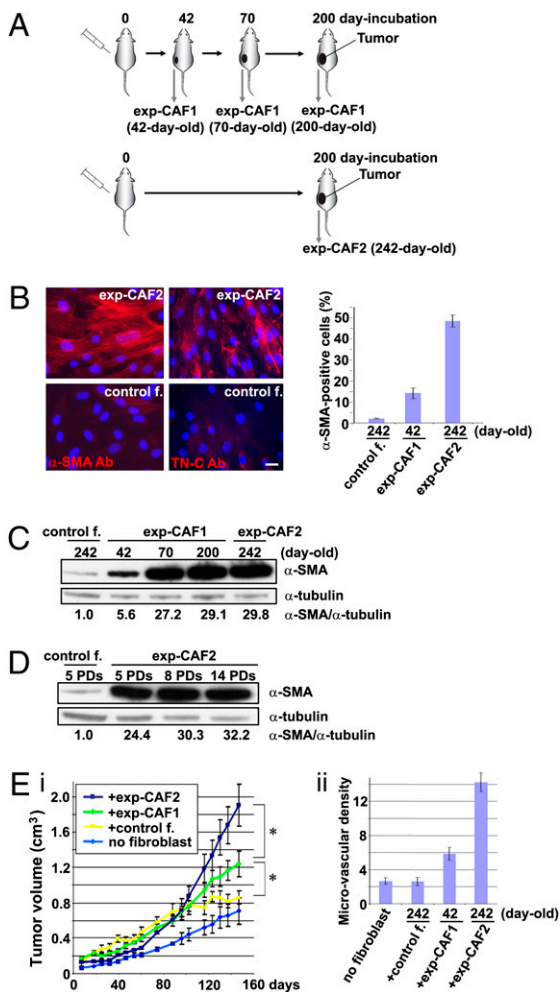 A
0 42 70 200 day-incubation
Tumor
exp-CAF1 exp-CAF1 exp-CAF1
(42-day-old) (70-day-old) (200-day-old)
0 200 day-incubation
Tumor
exp-CAF2 (242-day-old)
B
exp-CAF2 exp-CAF2
control f. control f.
α-SMA Ab TN-C Ab
α-SMA-positive cells (%)
50
40
30
20
10
0
242 42 242 (day-old)
control f.
exp-CAF1
exp-CAF2
C
control f. exp-CAF1 exp-CAF2
242 42 70 200 242 (day-old)
α-SMA
α-tubulin
1.0 5.6 27.2 29.1 29.8 α-SMA/α-tubulin
D
control f. exp-CAF2
5 PDs 5 PDs 8 PDs 14 PDs
α-SMA
α-tubulin
1.0 24.4 30.3 32.2 α-SMA/α-tubulin
E i
+exp-CAF2
+exp-CAF1
+control f.
no fibroblast
Tumor volume (cm³)
2.0
1.6
1.2
0.8
0.4
0
0 40 80 120 160
days
*
*
ii
Micro-vascular density
12
8
4
0
242 42 242 (day-old)
no fibroblast
+control f.
+exp-CAF1
+exp-CAF2